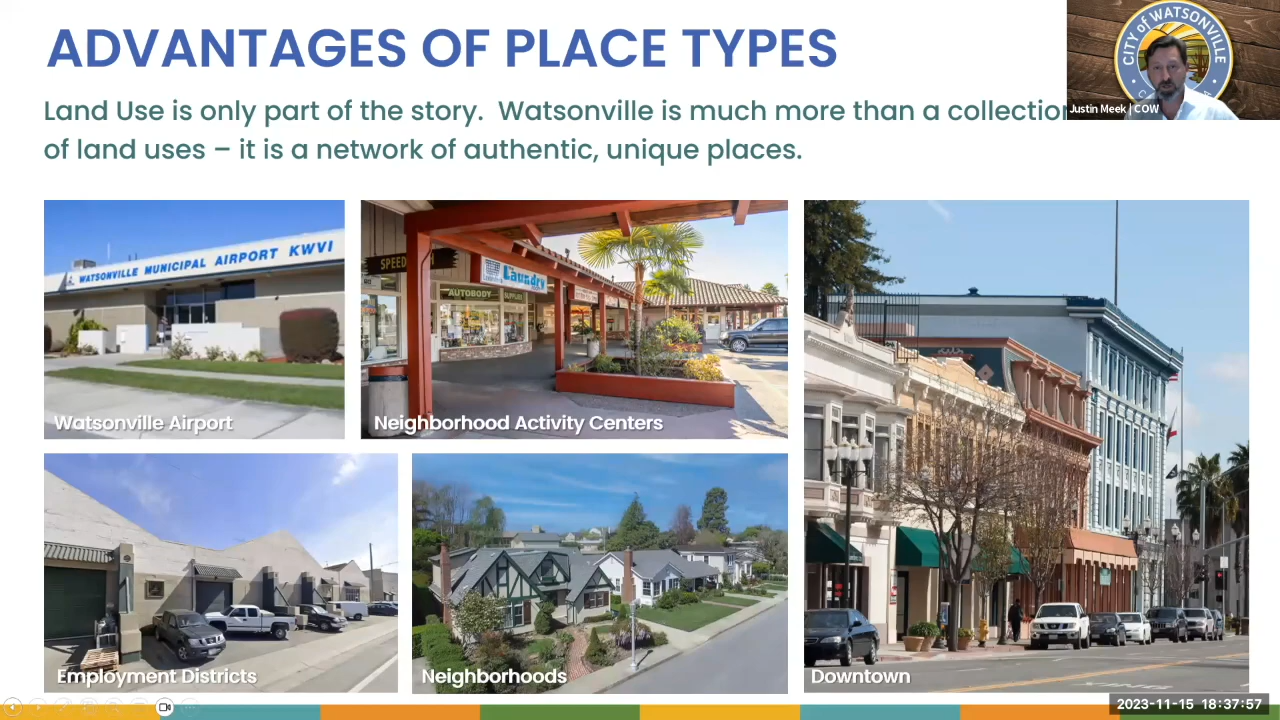 ADVANTAGES OF PLACE TYPES
Land Use is only part of the story. Watsonville is much more than a collection
of land uses – it is a network of authentic, unique places.
CITY of WATSONVILLE
Justin Meek | COW
WATSONVILLE MUNICIPAL AIRPORT KWVI
Watsonville Airport
SPEED
Laundry
AUTOBODY SUPPLIES
Neighborhood Activity Centers
Employment Districts
Neighborhoods
Downtown
2023-11-15 18:37:57